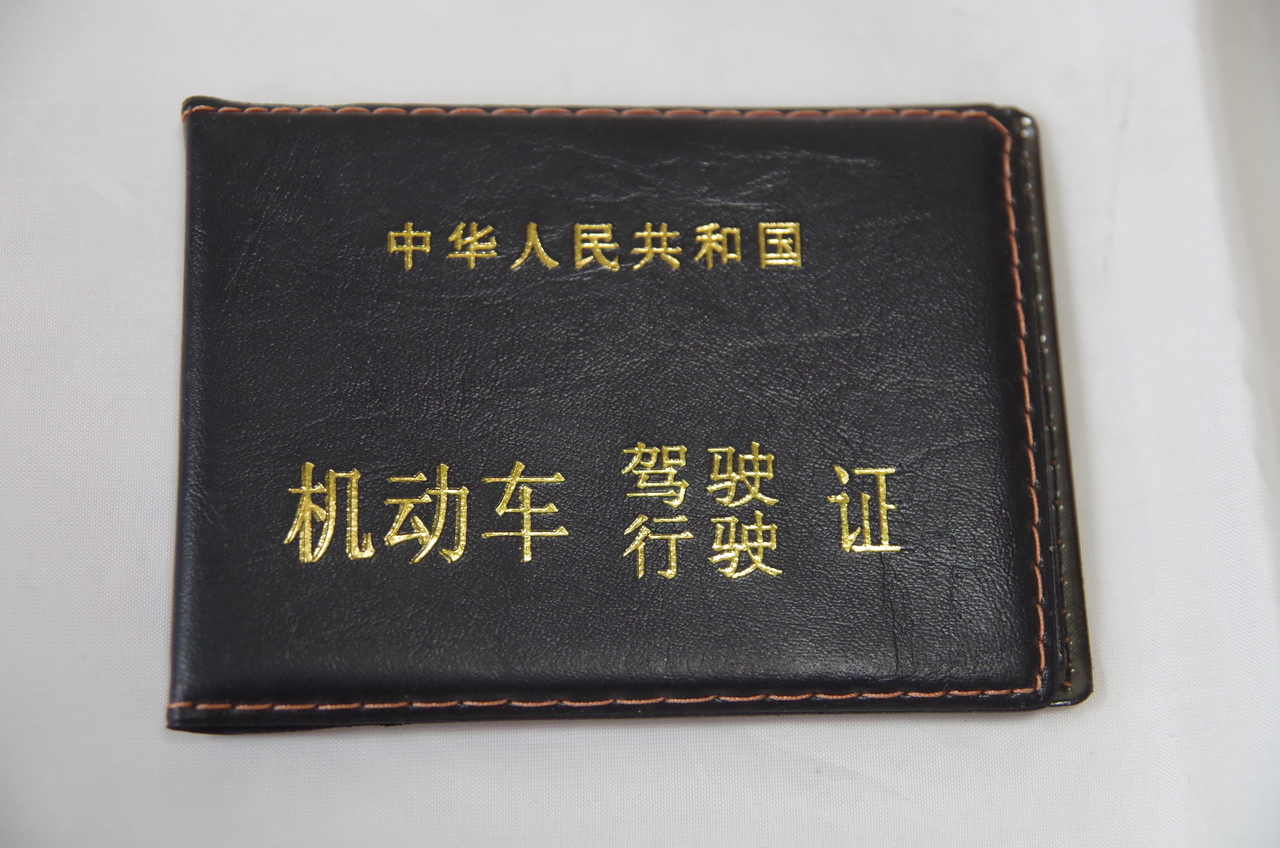 中华人民共和国
机动车 驾驶 证
行驶